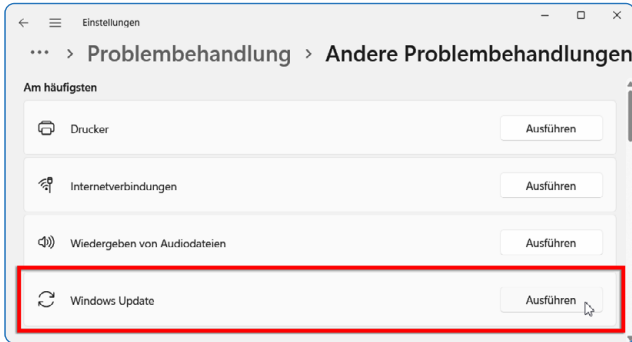 Einstellungen
··· > Problembehandlung > Andere Problembehandlungen
Am häufigsten
Drucker Ausführen
Internetverbindungen Ausführen
Wiedergeben von Audiodateien Ausführen
Windows Update Ausführen